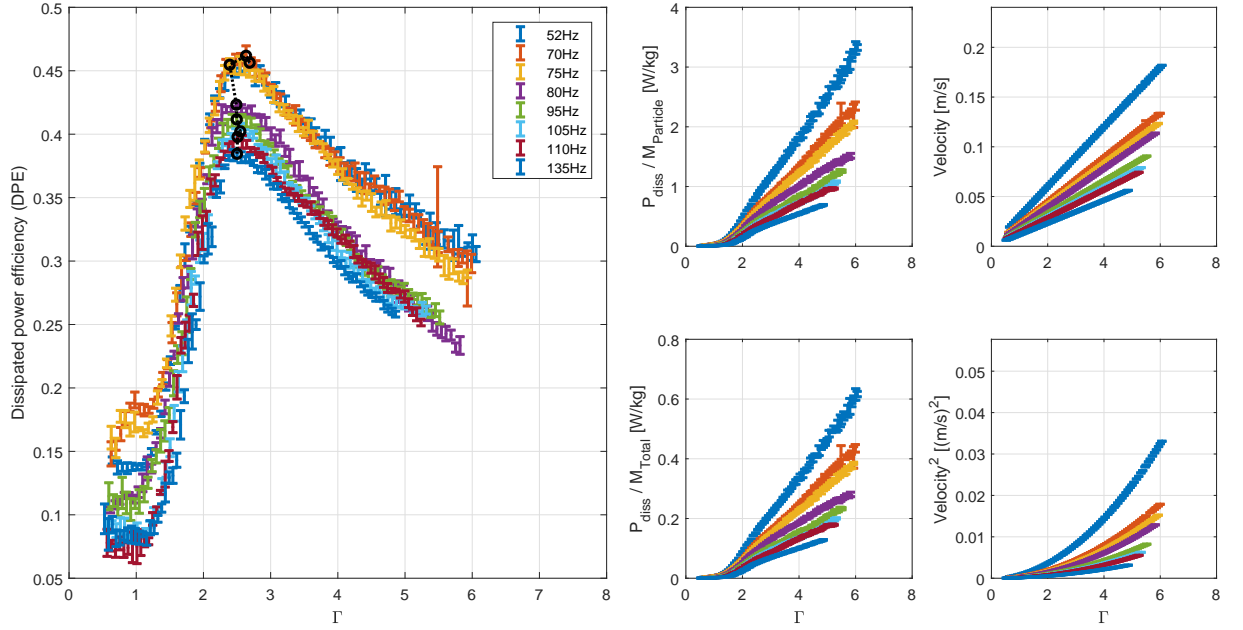 0.5
0.45
0.4
0.35
0.3
0.25
0.2
0.15
0.1
0.05
0 1 2 3 4 5 6 7 8
Γ
Dissipated power efficiency (DPE)
52Hz
70Hz
75Hz
80Hz
95Hz
105Hz
110Hz
135Hz
4
3
2
1
0
0 2 4 6 8
P_diss / M_Particle [W/kg]
0.2
0.15
0.1
0.05
0
0 2 4 6 8
Velocity [m/s]
0.8
0.6
0.4
0.2
0
0 2 4 6 8
Γ
P_diss / M_Total [W/kg]
0.05
0.04
0.03
0.02
0.01
0
0 2 4 6 8
Γ
Velocity² [(m/s)²]